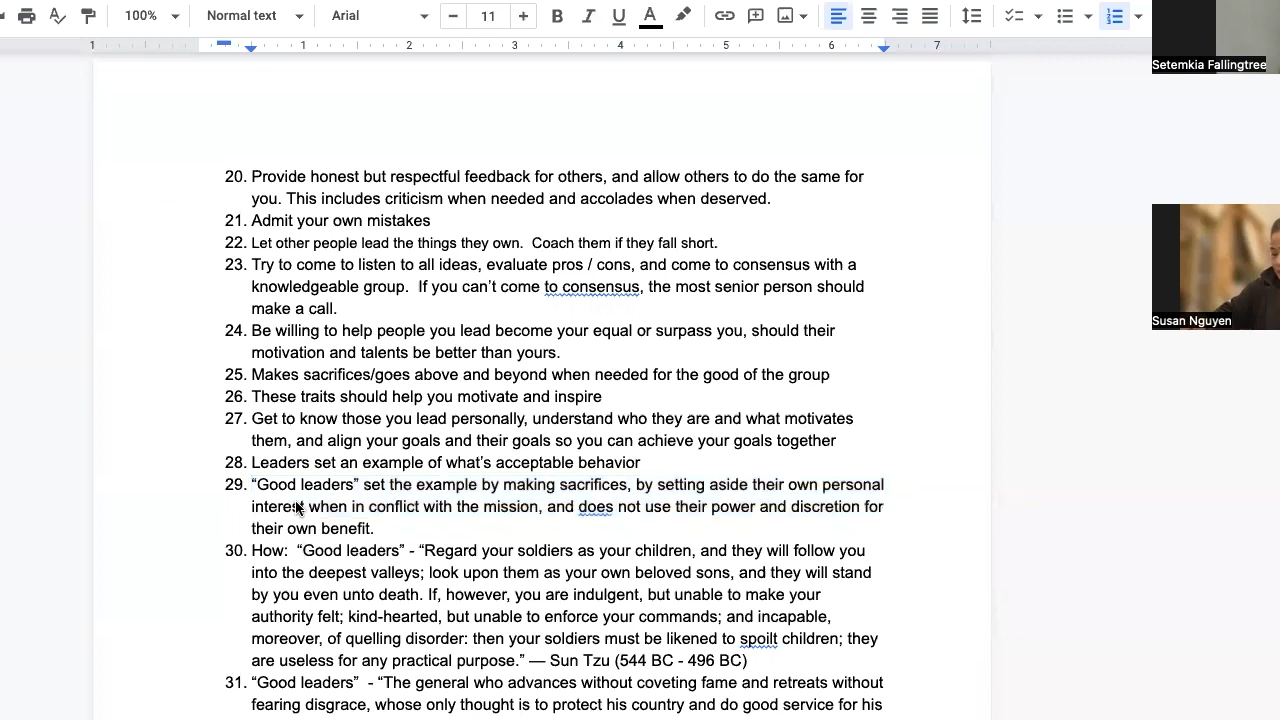 100%
Normal text
Arial
11
B I U A
1 1 2 3 4 5 6 7
Setemkia Fallingtree
Susan Nguyen
20. Provide honest but respectful feedback for others, and allow others to do the same for
you. This includes criticism when needed and accolades when deserved.
21. Admit your own mistakes
22. Let other people lead the things they own.  Coach them if they fall short.
23. Try to come to listen to all ideas, evaluate pros / cons, and come to consensus with a
knowledgeable group.  If you can’t come to consensus, the most senior person should
make a call.
24. Be willing to help people you lead become your equal or surpass you, should their
motivation and talents be better than yours.
25. Makes sacrifices/goes above and beyond when needed for the good of the group
26. These traits should help you motivate and inspire
27. Get to know those you lead personally, understand who they are and what motivates
them, and align your goals and their goals so you can achieve your goals together
28. Leaders set an example of what’s acceptable behavior
29. “Good leaders” set the example by making sacrifices, by setting aside their own personal
interest when in conflict with the mission, and does not use their power and discretion for
their own benefit.
30. How:  “Good leaders” - “Regard your soldiers as your children, and they will follow you
into the deepest valleys; look upon them as your own beloved sons, and they will stand
by you even unto death. If, however, you are indulgent, but unable to make your
authority felt; kind-hearted, but unable to enforce your commands; and incapable,
moreover, of quelling disorder: then your soldiers must be likened to spoilt children; they
are useless for any practical purpose.” — Sun Tzu (544 BC - 496 BC)
31. “Good leaders”  - “The general who advances without coveting fame and retreats without
fearing disgrace, whose only thought is to protect his country and do good service for his